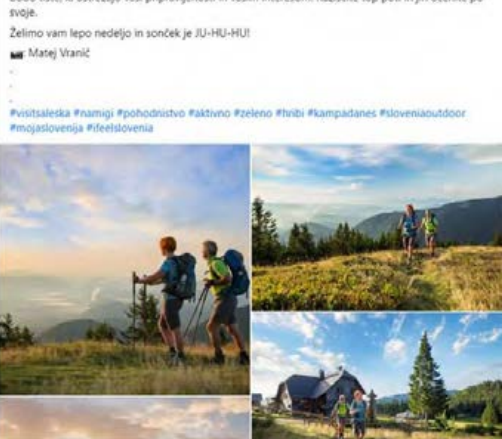 svoje.
Želimo vam lepo nedeljo in sonček je JU-HU-HU!
: Matej Vranič
.
.
.
#visitsaleska #namigi #pohodnistvo #aktivno #zeleno #hribi #kampadanes #sloveniaoutdoor
#mojaslovenija #ifeelslovenia